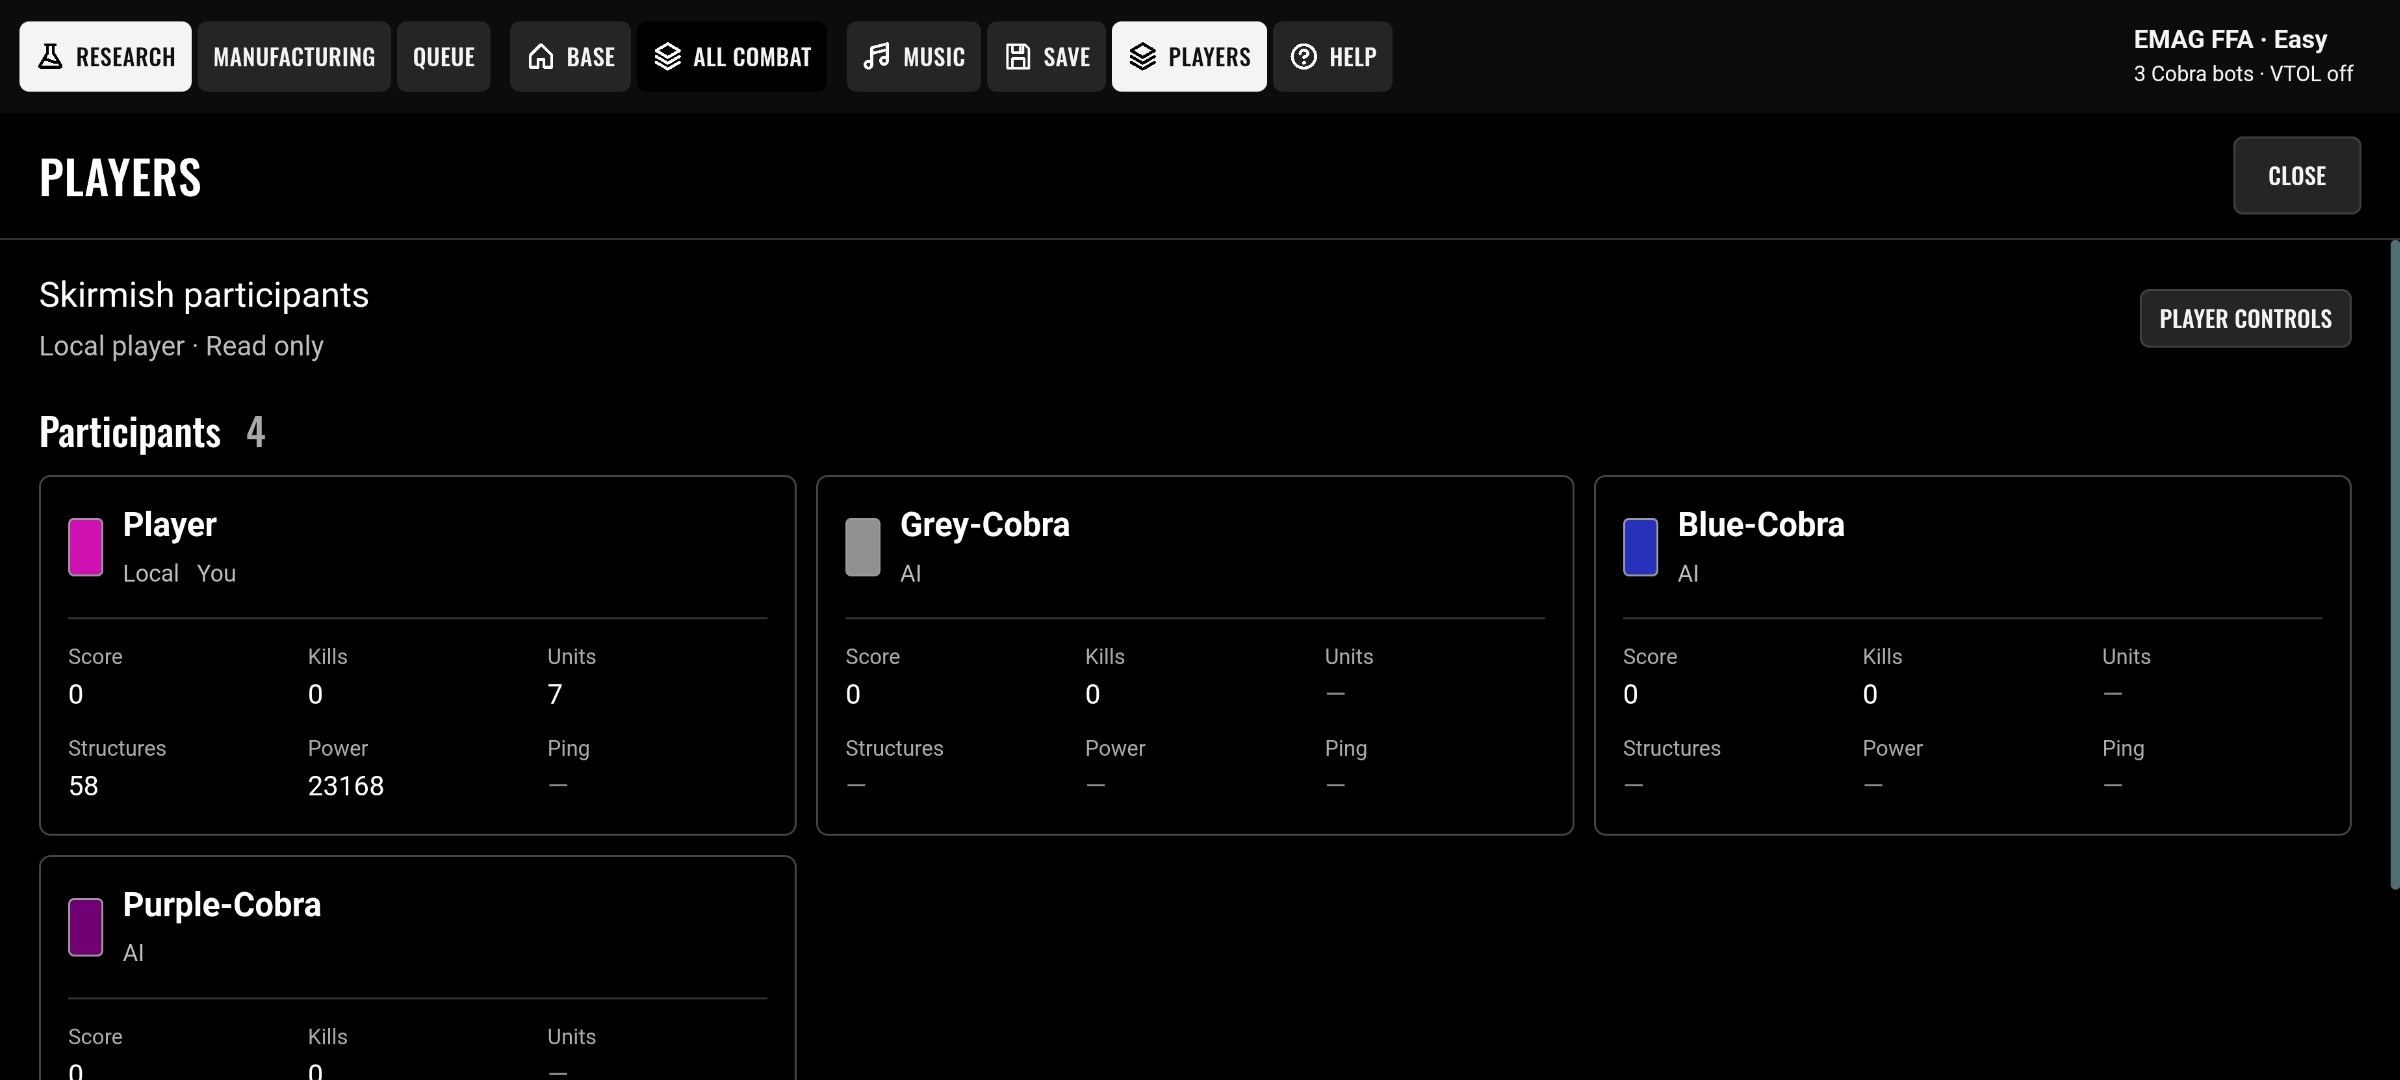 RESEARCH MANUFACTURING QUEUE BASE ALL COMBAT MUSIC SAVE PLAYERS HELP
EMAG FFA · Easy
3 Cobra bots · VTOL off
PLAYERS
CLOSE
Skirmish participants
Local player · Read only
PLAYER CONTROLS
Participants 4
Player
Local You
Score Kills Units
0 0 7
Structures Power Ping
58 23168 —
Grey-Cobra
AI
Score Kills Units
0 0 —
Structures Power Ping
— — —
Blue-Cobra
AI
Score Kills Units
0 0 —
Structures Power Ping
— — —
Purple-Cobra
AI
Score Kills Units
0 0 —